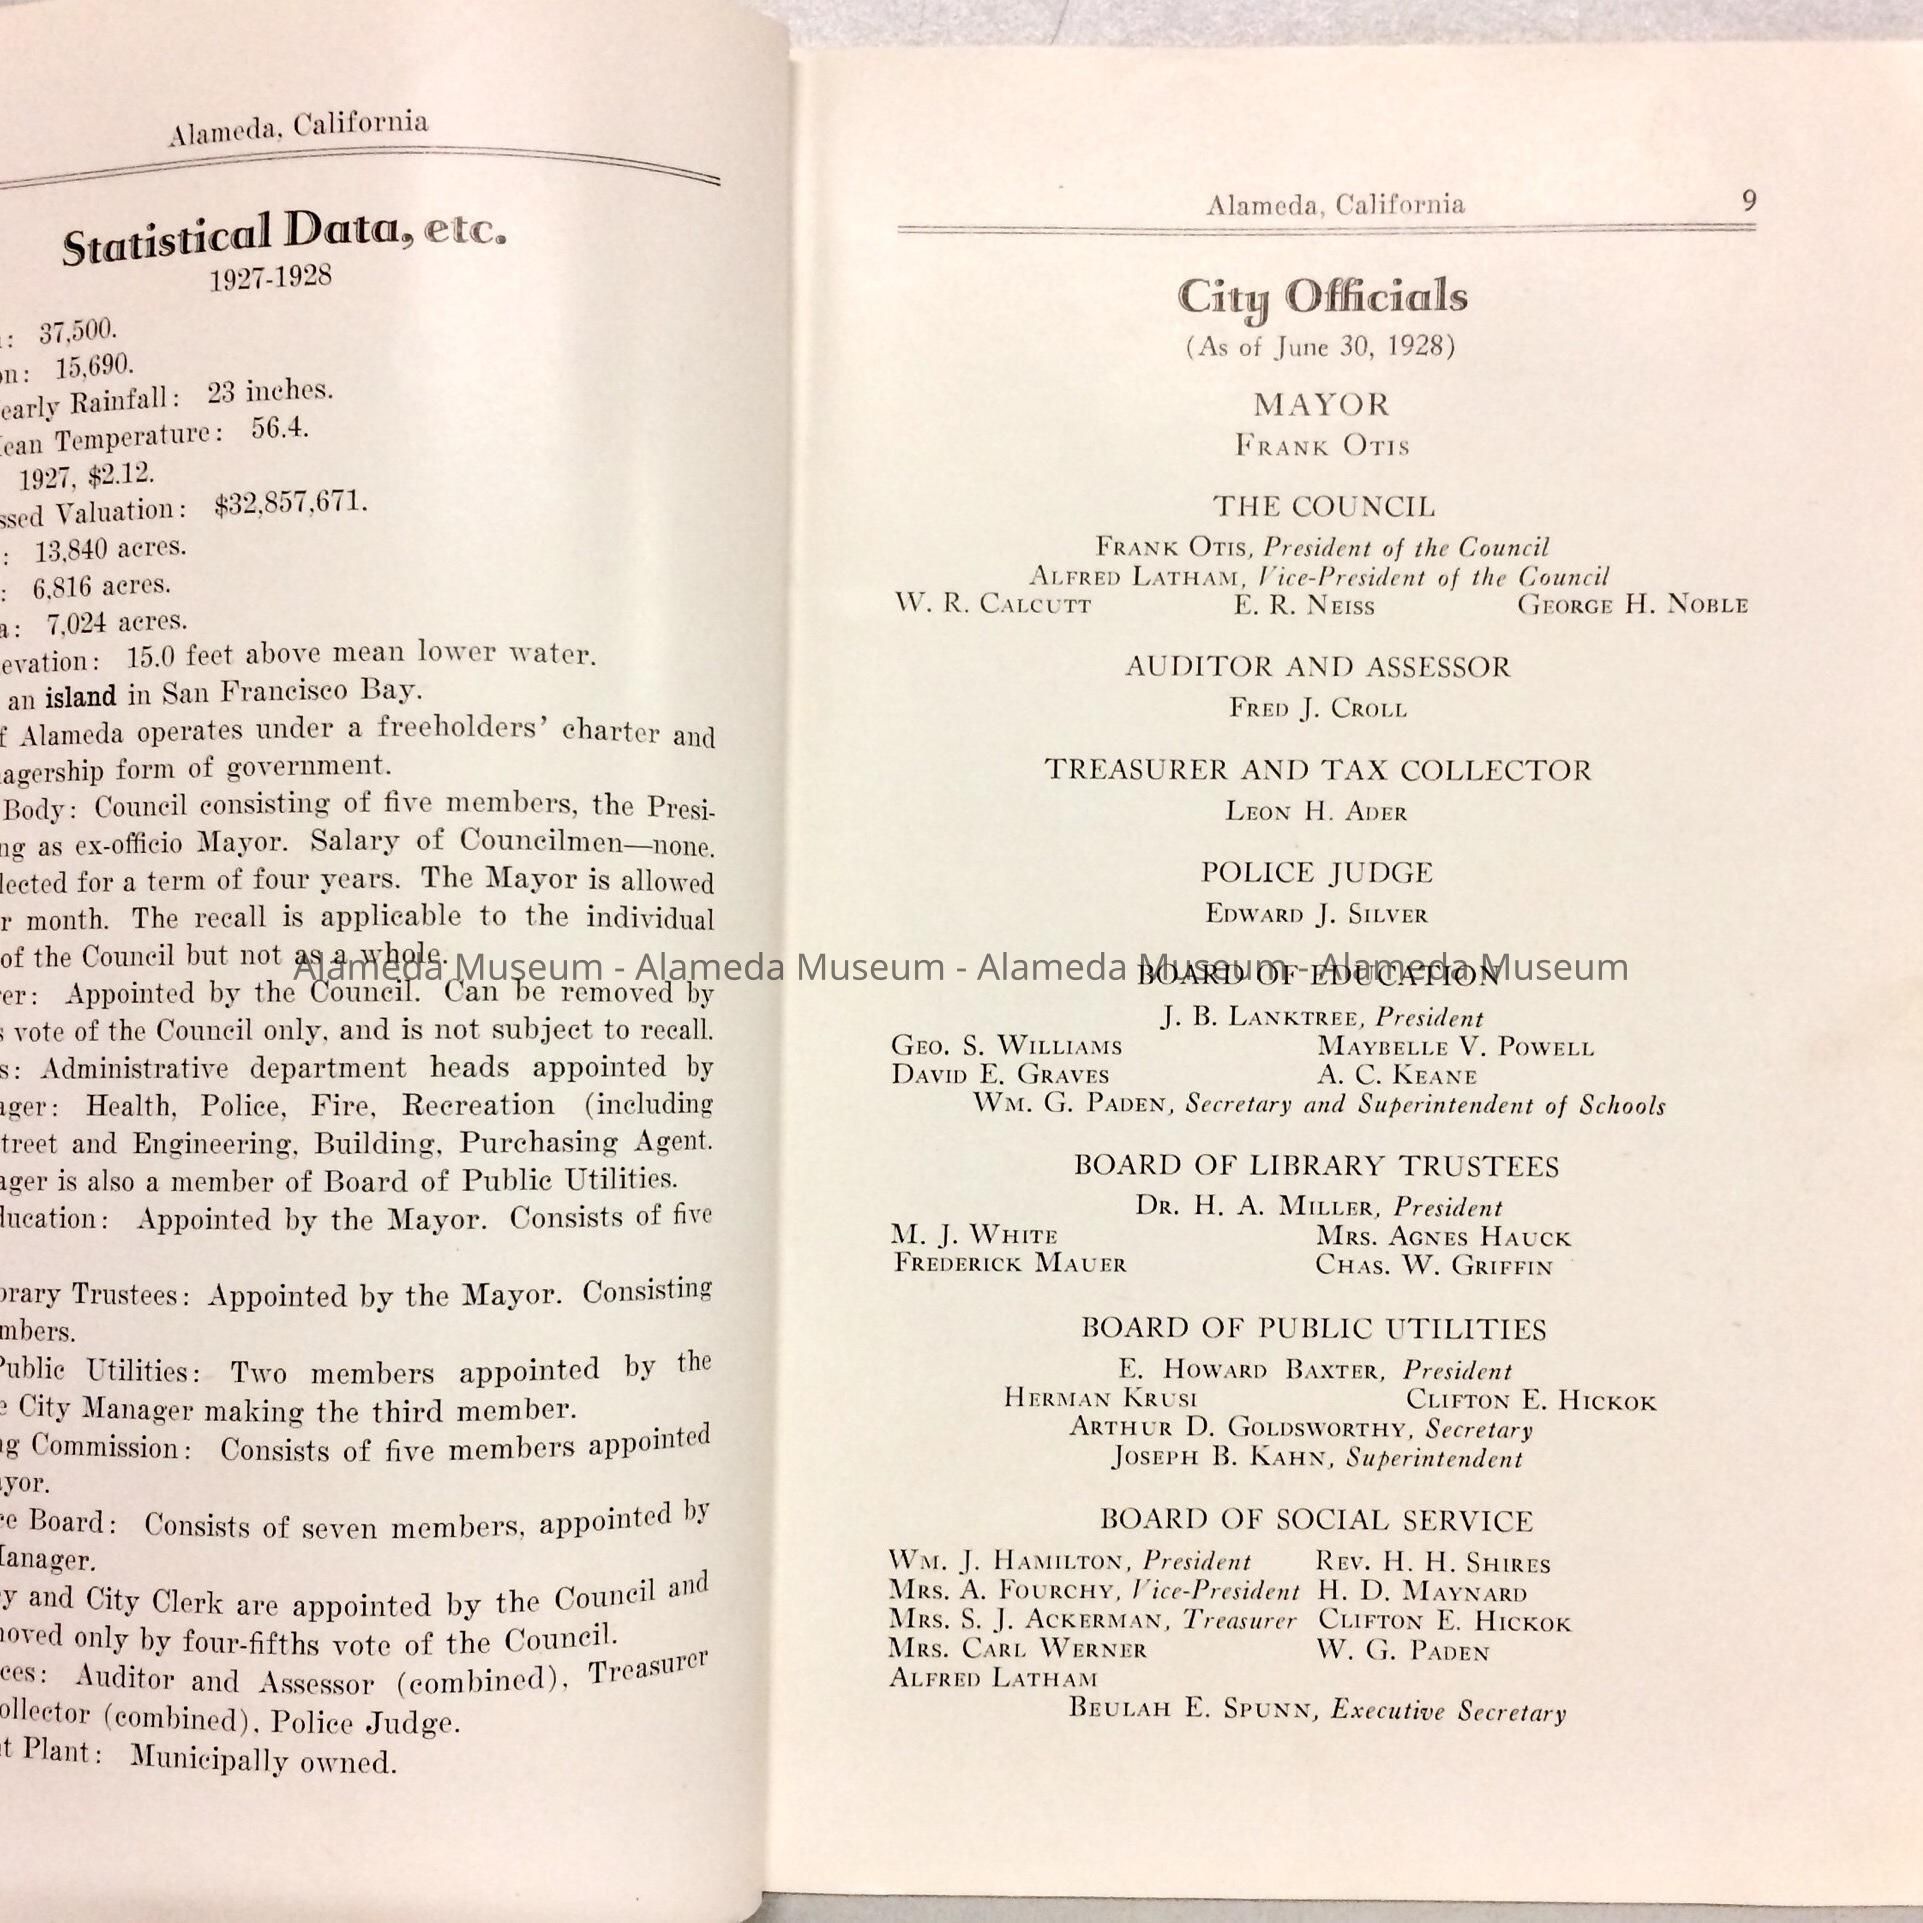 Alameda, California
Statistical Data, etc.
1927-1928
: 37,500.
on: 15,690.
early Rainfall: 23 inches.
ean Temperature: 56.4.
1927, $2.12.
ssed Valuation: $32,857,671.
: 13,840 acres.
: 6,816 acres.
a: 7,024 acres.
evation: 15.0 feet above mean lower water.
an island in San Francisco Bay.
f Alameda operates under a freeholders' charter and
agership form of government.
Body: Council consisting of five members, the Presi-
ng as ex-officio Mayor. Salary of Councilmen—none.
lected for a term of four years. The Mayor is allowed
r month. The recall is applicable to the individual
of the Council but not as a whole.
er: Appointed by the Council. Can be removed by
s vote of the Council only, and is not subject to recall.
s: Administrative department heads appointed by
ager: Health, Police, Fire, Recreation (including
treet and Engineering, Building, Purchasing Agent.
ager is also a member of Board of Public Utilities.
ducation: Appointed by the Mayor. Consists of five
brary Trustees: Appointed by the Mayor. Consisting
mbers.
Public Utilities: Two members appointed by the
e City Manager making the third member.
ng Commission: Consists of five members appointed
ayor.
ce Board: Consists of seven members, appointed by
Manager.
y and City Clerk are appointed by the Council and
moved only by four-fifths vote of the Council.
ces: Auditor and Assessor (combined), Treasurer
ollector (combined), Police Judge.
t Plant: Municipally owned.
Alameda, California 9
City Officials
(As of June 30, 1928)
MAYOR
FRANK OTIS
THE COUNCIL
FRANK OTIS, President of the Council
ALFRED LATHAM, Vice-President of the Council
W. R. CALCUTT E. R. NEISS GEORGE H. NOBLE
AUDITOR AND ASSESSOR
FRED J. CROLL
TREASURER AND TAX COLLECTOR
LEON H. ADER
POLICE JUDGE
EDWARD J. SILVER
BOARD OF EDUCATION
J. B. LANKTREE, President
GEO. S. WILLIAMS MAYBELLE V. POWELL
DAVID E. GRAVES A. C. KEANE
WM. G. PADEN, Secretary and Superintendent of Schools
BOARD OF LIBRARY TRUSTEES
DR. H. A. MILLER, President
M. J. WHITE MRS. AGNES HAUCK
FREDERICK MAUER CHAS. W. GRIFFIN
BOARD OF PUBLIC UTILITIES
E. HOWARD BAXTER, President
HERMAN KRUSI CLIFTON E. HICKOK
ARTHUR D. GOLDSWORTHY, Secretary
JOSEPH B. KAHN, Superintendent
BOARD OF SOCIAL SERVICE
WM. J. HAMILTON, President REV. H. H. SHIRES
MRS. A. FOURCHY, Vice-President H. D. MAYNARD
MRS. S. J. ACKERMAN, Treasurer CLIFTON E. HICKOK
MRS. CARL WERNER W. G. PADEN
ALFRED LATHAM
BEULAH E. SPUNN, Executive Secretary
Alameda Museum - Alameda Museum - Alameda Museum - Alameda Museum